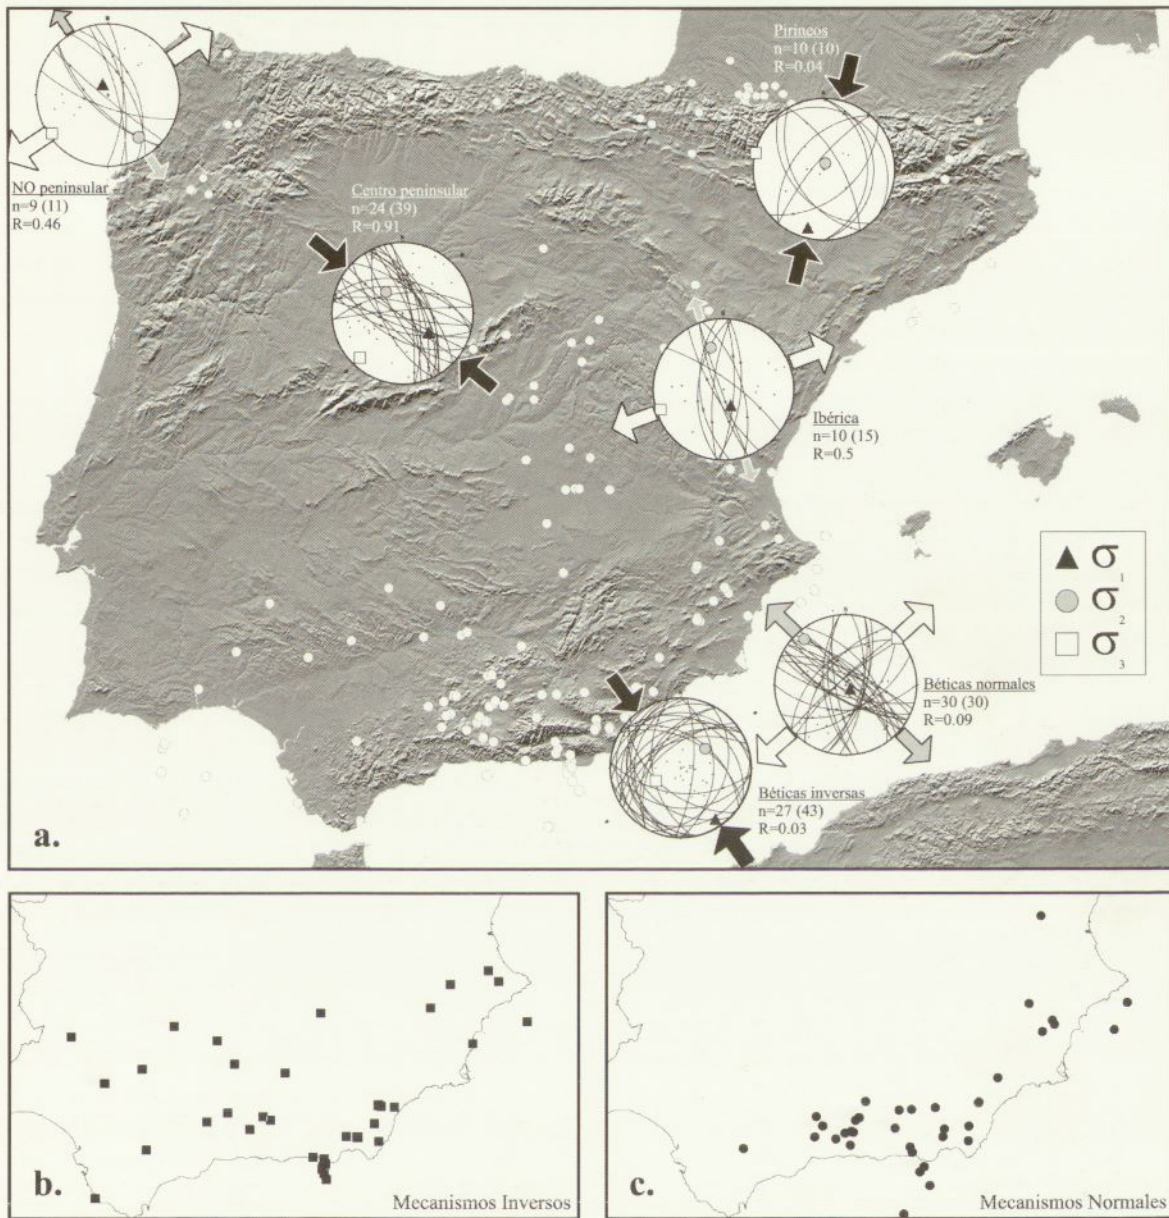 Pirineos
n=10 (10)
R=0.04
NO peninsular
n=9 (11)
R=0.46
Centro peninsular
n=24 (39)
R=0.91
Ibérica
n=10 (15)
R=0.5
σ1
σ2
σ3
Béticas normales
n=30 (30)
R=0.09
Béticas inversas
n=27 (43)
R=0.03
a.
b.
Mecanismos Inversos
c.
Mecanismos Normales